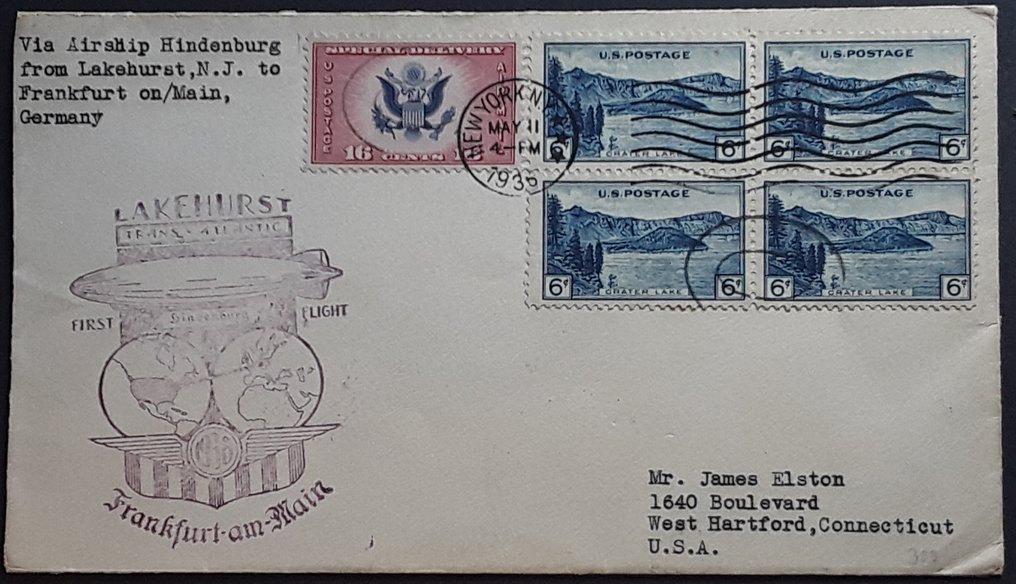 Via Airship Hindenburg
from Lakehurst,N.J. to
Frankfurt on/Main,
Germany
SPECIAL DELIVERY
U S POSTAGE
AIR MAIL
16 CENTS 16
U.S. POSTAGE
CRATER LAKE
6¢ 6¢
U.S. POSTAGE
CRATER LAKE
6¢ 6¢
U.S. POSTAGE
CRATER LAKE
6¢ 6¢
U.S. POSTAGE
CRATER LAKE
6¢ 6¢
NEW YORK N.Y.
MAY 11
4-PM
1936
LAKEHURST
TRANS-ATLANTIC
FIRST Hindenburg FLIGHT
1936
Frankfurt-am-Main
Mr. James Elston
1640 Boulevard
West Hartford,Connecticut
U.S.A.